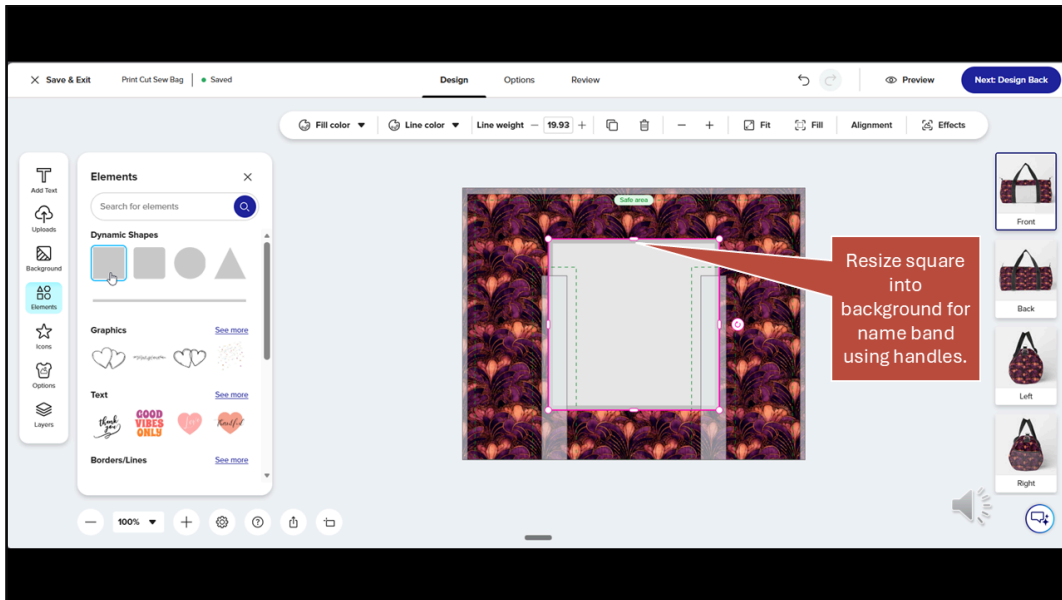 Save & Exit
Print Cut Sew Bag
Saved
Design
Options
Review
Preview
Next: Design Back
Fill color
Line color
Line weight
19.93
Fit
Fill
Alignment
Effects
Add Text
Uploads
Background
Elements
Icons
Options
Layers
Elements
Search for elements
Dynamic Shapes
Graphics
See more
Text
See more
thank you
GOOD
VIBES
ONLY
Borders/Lines
See more
100%
Safe area
Resize square
into
background for
name band
using handles.
Front
Back
Left
Right